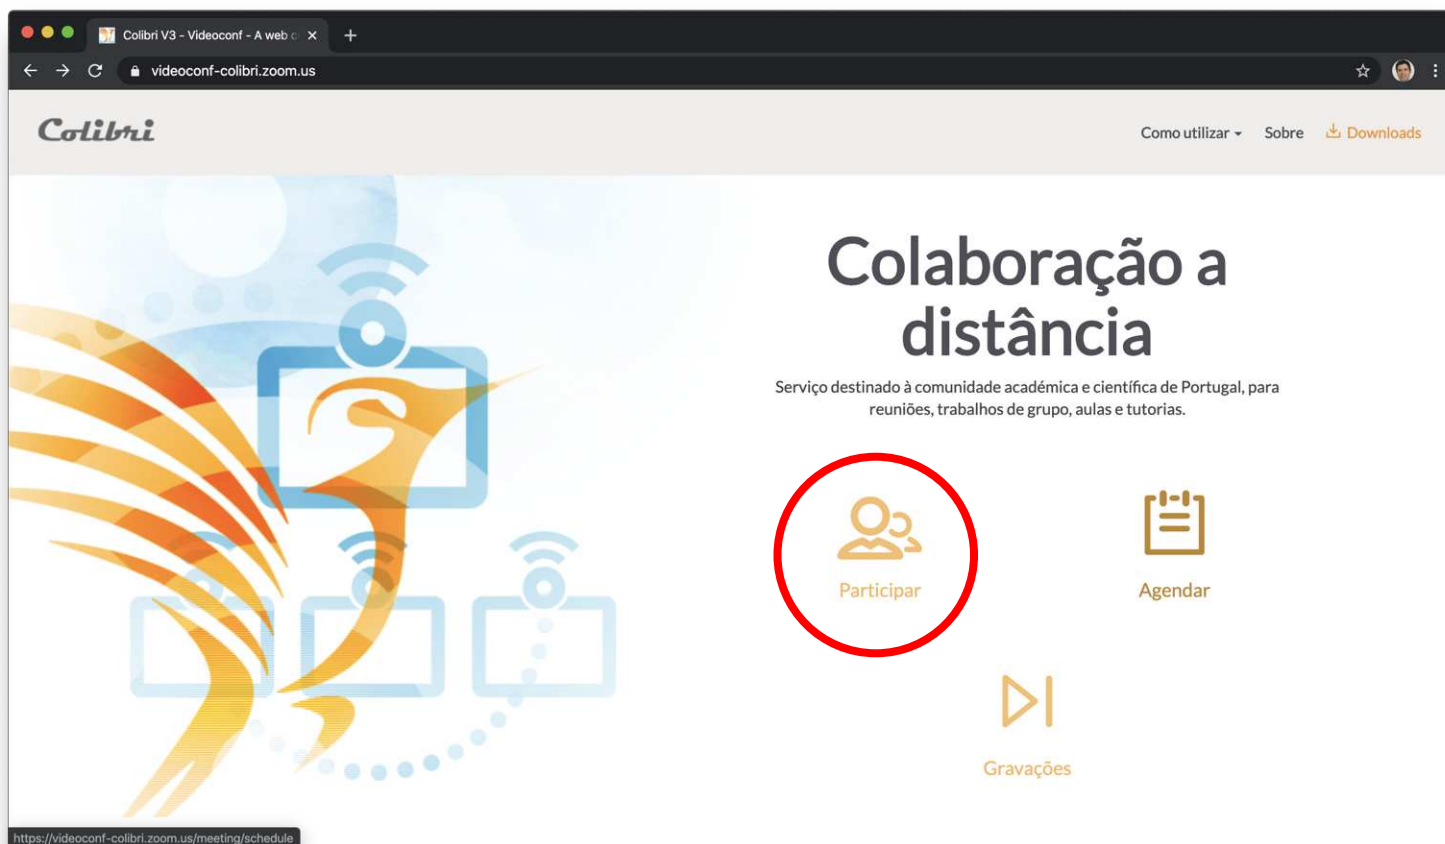 Colibri V3 - Videoconf - A web c
videoconf-colibri.zoom.us
Colibri
Como utilizar
Sobre
Downloads
Colaboração a
distância
Serviço destinado à comunidade académica e científica de Portugal, para
reuniões, trabalhos de grupo, aulas e tutorias.
Participar
Agendar
Gravações
https://videoconf-colibri.zoom.us/meeting/schedule